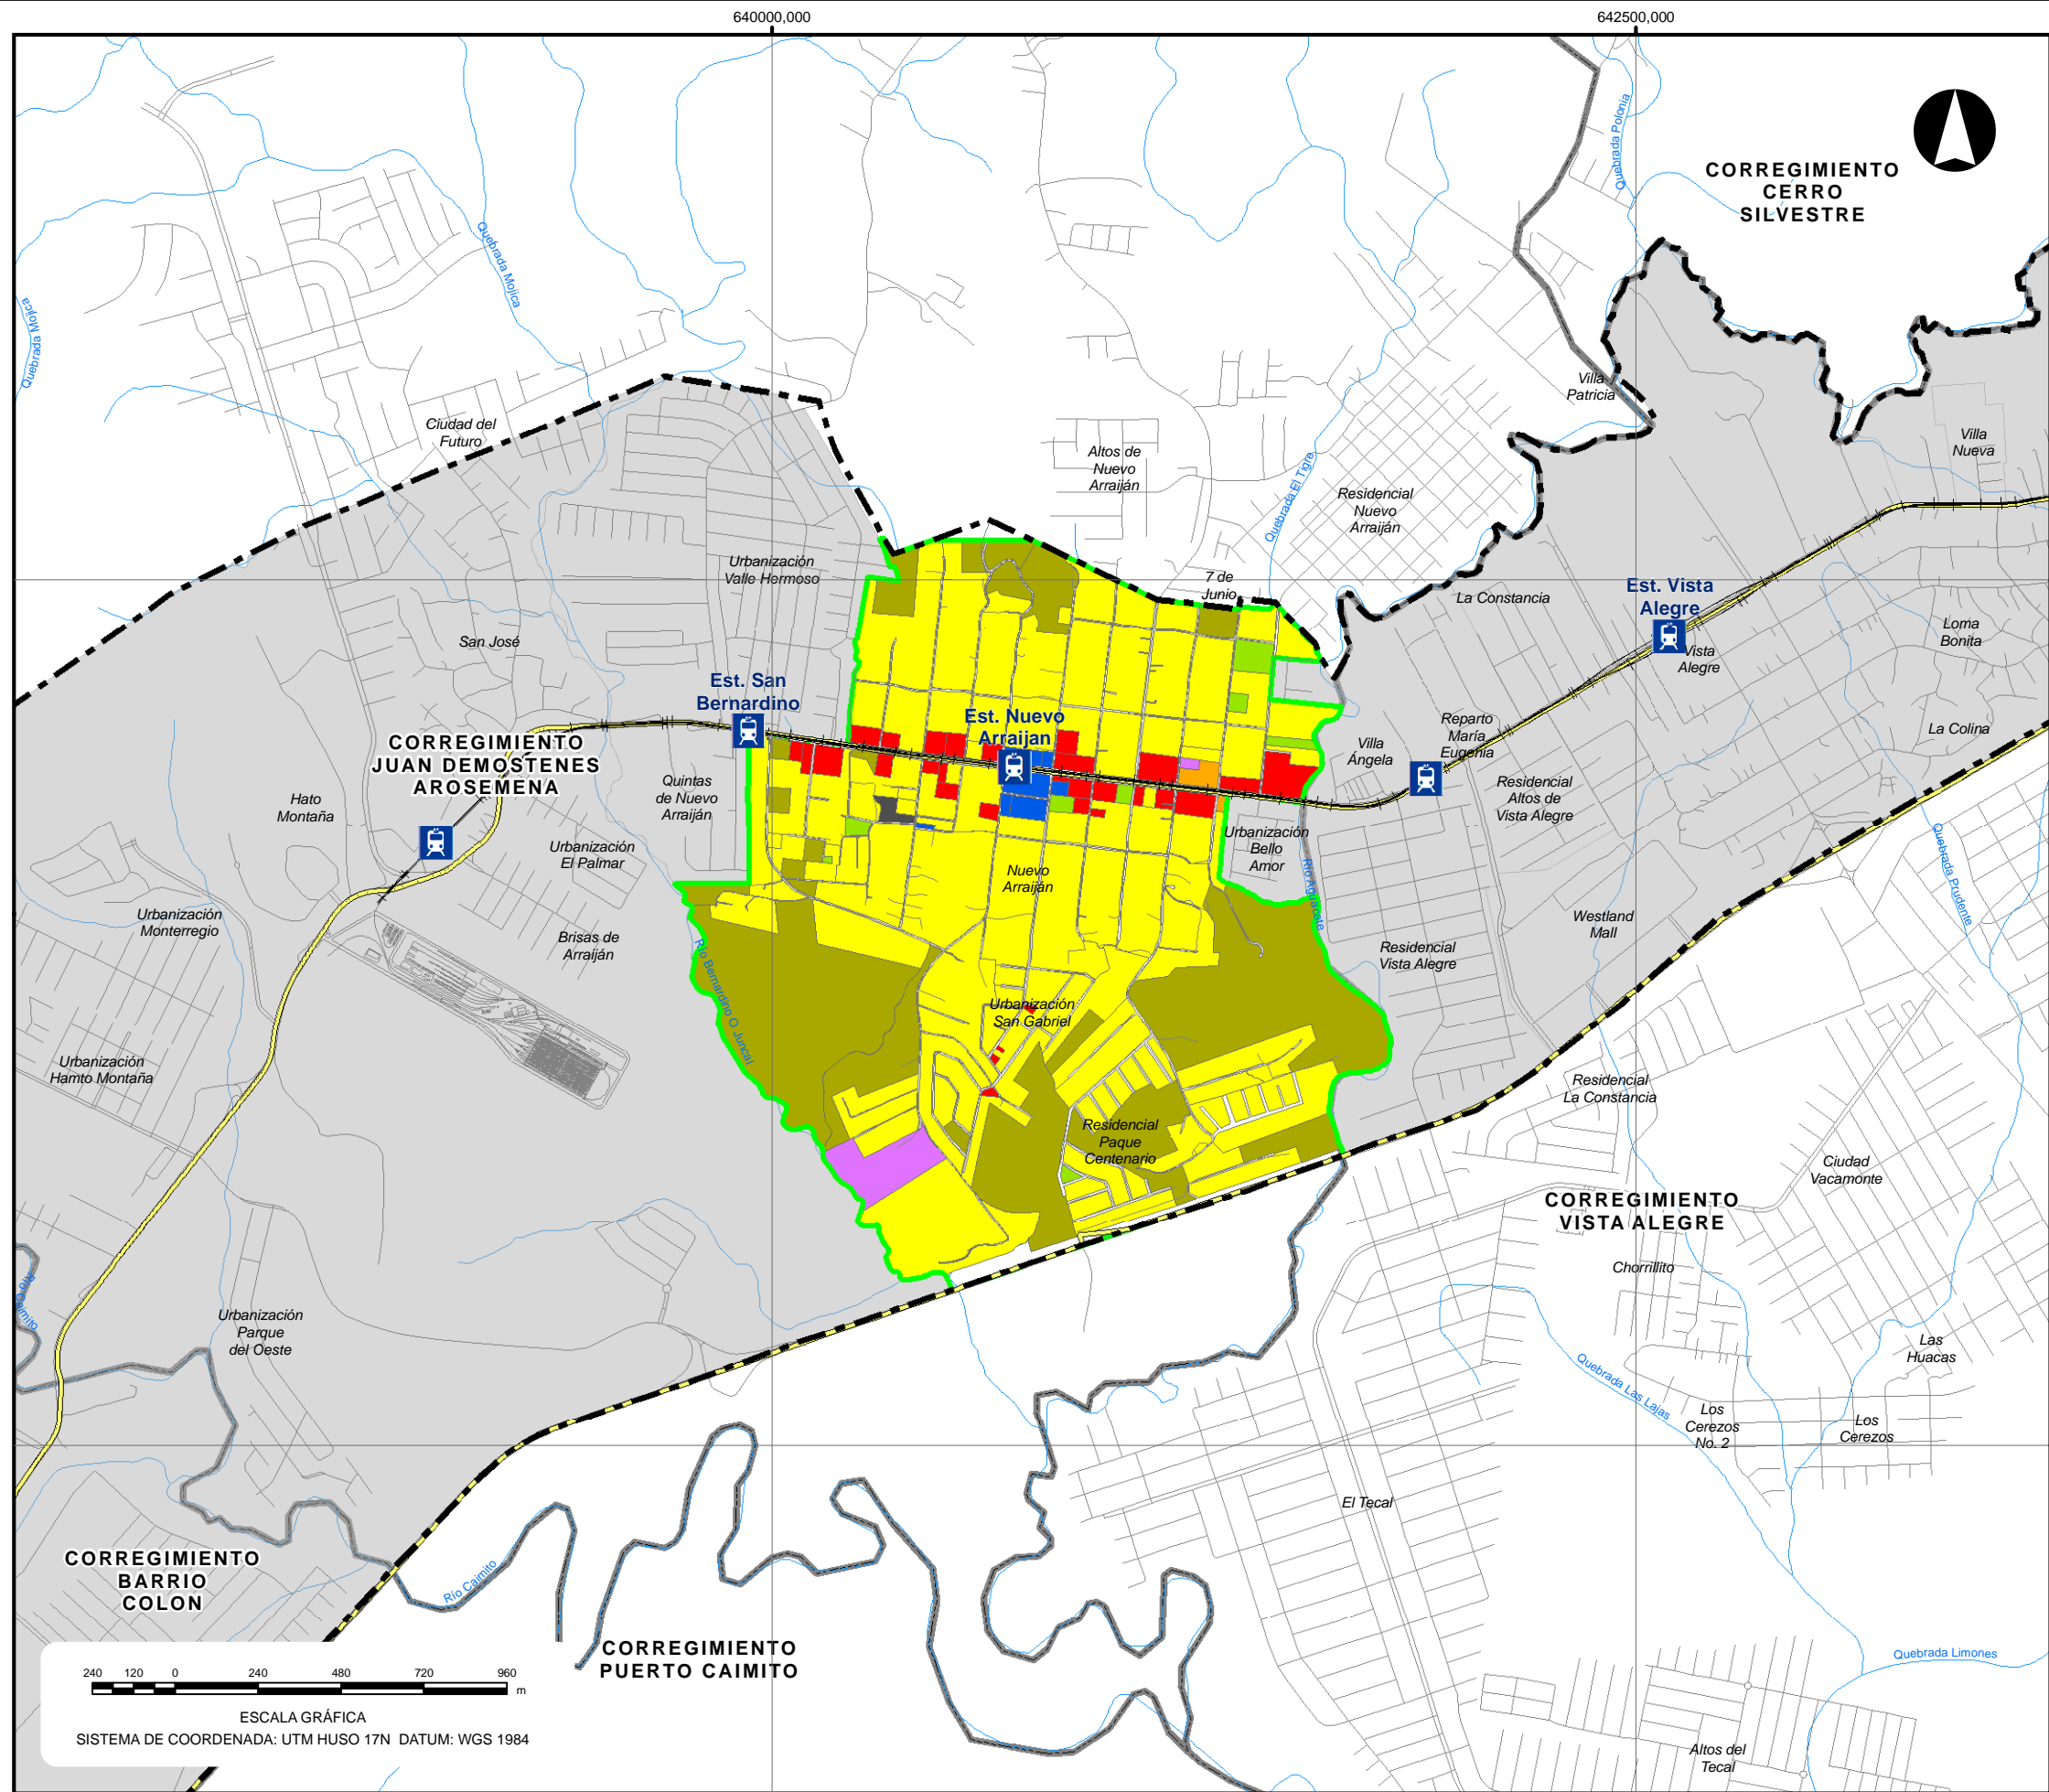 640000,000
642500,000
Quebrada Polonia
CORREGIMIENTO
CERRO
SILVESTRE
Quebrada Mojica
Quebrada Mojica
Villa
Patricia
Ciudad del
Futuro
Villa
Nueva
Altos de
Nuevo
Arraiján
Quebrada El Tigre
Residencial
Nuevo
Arraiján
Urbanización
Valle Hermoso
7 de
Junio
La Constancia
Est. Vista
Alegre
Vista
Alegre
Loma
Bonita
San José
Est. San
Bernardino
Est. Nuevo
Arraijan
Reparto
María
Eugenia
La Colina
Villa
Ángela
CORREGIMIENTO
JUAN DEMOSTENES
AROSEMENA
Quintas
de Nuevo
Arraiján
Residencial
Altos de
Vista Alegre
Hato
Montaña
Urbanización
El Palmar
Urbanización
Bello
Amor
Nuevo
Arraiján
Río Aguacate
Quebrada Prudente
Urbanización
Monterregio
Westland
Mall
Brisas de
Arraiján
Residencial
Vista Alegre
Río Bernardino O Juncal
Urbanización
San Gabriel
Urbanización
Hamto Montaña
Residencial
La Constancia
Residencial
Paque
Centenario
Ciudad
Vacamonte
CORREGIMIENTO
VISTA ALEGRE
Chorrillito
Río Caimito
Urbanización
Parque
del Oeste
Las
Huacas
Quebrada Las Lajas
Los
Cerezos
No. 2
Los
Cerezos
El Tecal
CORREGIMIENTO
BARRIO
COLON
Río Caimito
CORREGIMIENTO
PUERTO CAIMITO
Quebrada Limones
240 120 0 240 480 720 960
m
ESCALA GRÁFICA
SISTEMA DE COORDENADA: UTM HUSO 17N DATUM: WGS 1984
Altos del
Tecal